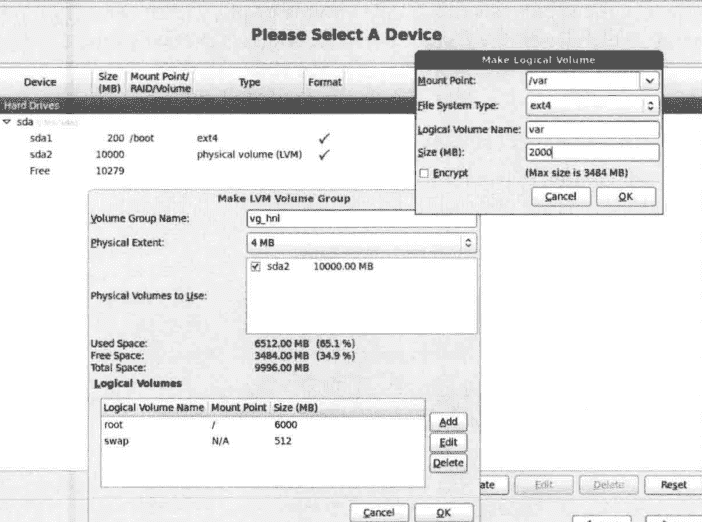 Please Select A Device
Device
Size (MB)
Mount Point/ RAID/Volume
Type
Format
Hard Drives
sda
sda1 200 /boot ext4
sda2 10000 physical volume (LVM)
Free 10279
Make Logical Volume
Mount Point: /var
File System Type: ext4
Logical Volume Name: var
Size (MB): 2000
Encrypt (Max size is 3484 MB)
Cancel OK
Make LVM Volume Group
Volume Group Name: vg_hnl
Physical Extent: 4 MB
sda2 10000.00 MB
Physical Volumes to Use:
Used Space: 6512.00 MB (65.1 %)
Free Space: 3484.00 MB (34.9 %)
Total Space: 9996.00 MB
Logical Volumes
Logical Volume Name Mount Point Size (MB)
root / 6000
swap N/A 512
Add
Edit
Delete
Cancel OK
ate Edit Delete Reset